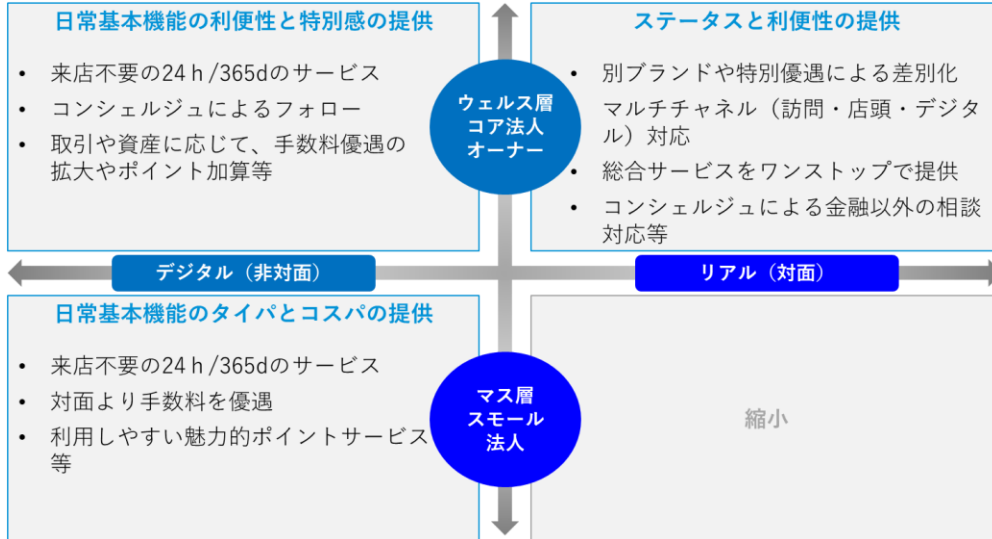 日常基本機能の利便性と特別感の提供
• 来店不要の24ｈ/365dのサービス
• コンシェルジュによるフォロー
• 取引や資産に応じて、手数料優遇の
拡大やポイント加算等
ステータスと利便性の提供
• 別ブランドや特別優遇による差別化
• マルチチャネル（訪問・店頭・デジタ
ル）対応
• 総合サービスをワンストップで提供
• コンシェルジュによる金融以外の相談
対応等
ウェルス層
コア法人
オーナー
デジタル（非対面）
リアル（対面）
日常基本機能のタイパとコスパの提供
• 来店不要の24ｈ/365dのサービス
• 対面より手数料を優遇
• 利用しやすい魅力的ポイントサービス
等
マス層
スモール
法人
縮小